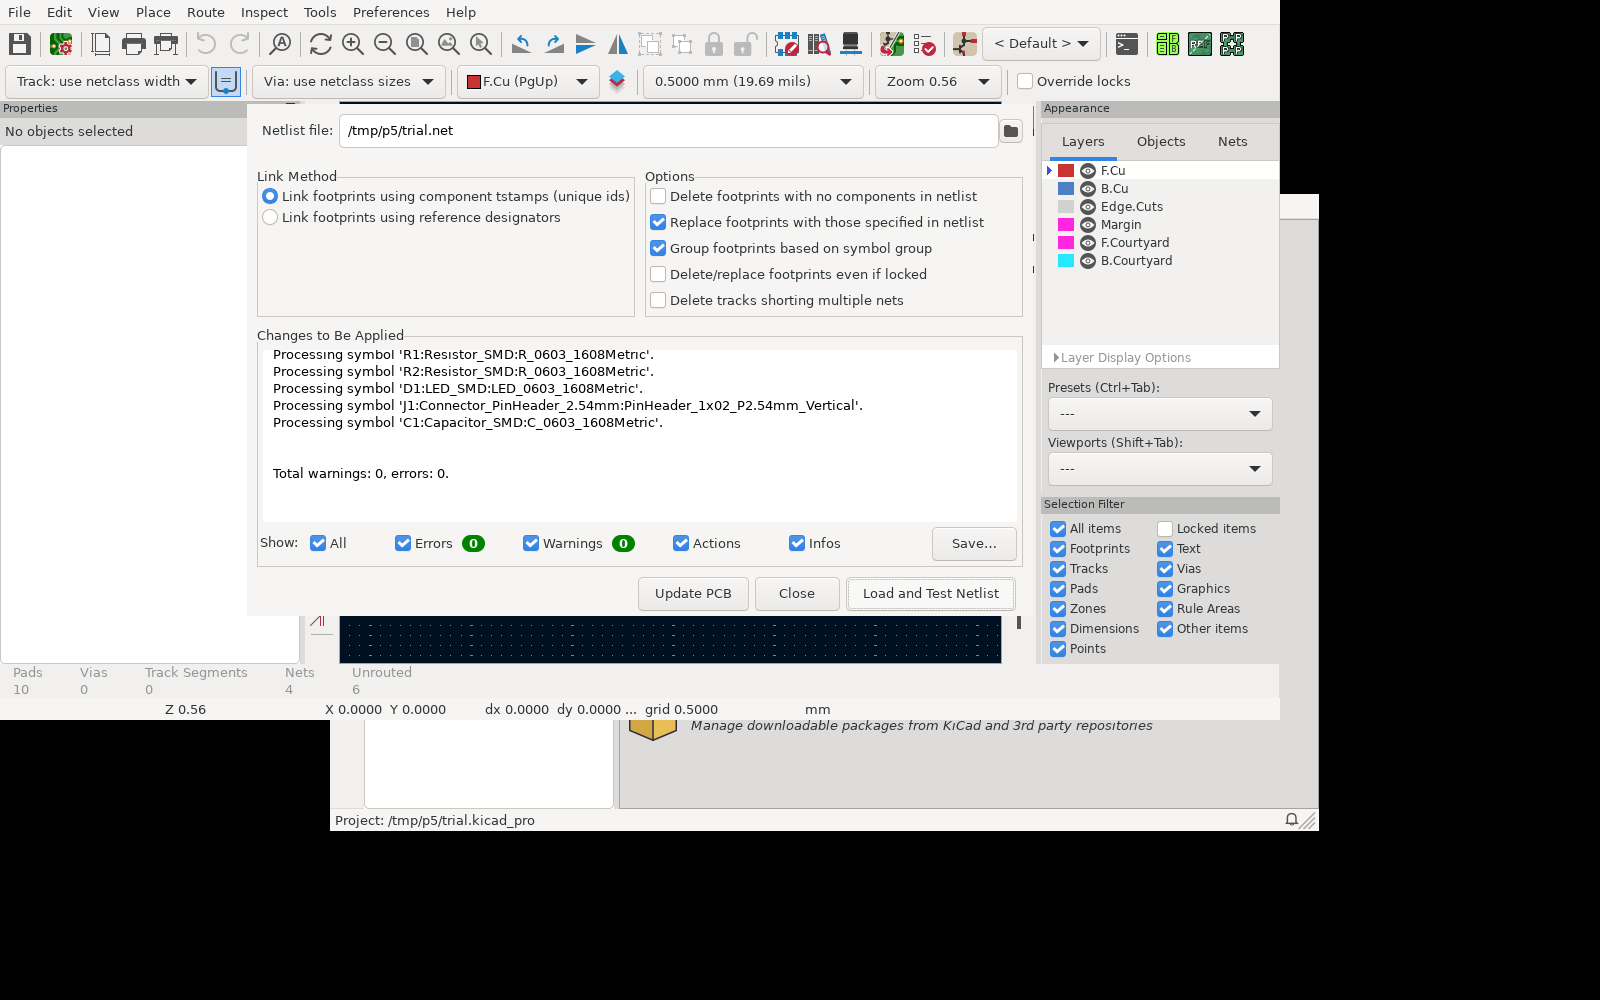 File Edit View Place Route Inspect Tools Preferences Help
< Default >
Track: use netclass width
Via: use netclass sizes
F.Cu (PgUp)
0.5000 mm (19.69 mils)
Zoom 0.56
Override locks
Properties
No objects selected
Netlist file: /tmp/p5/trial.net
Link Method
Link footprints using component tstamps (unique ids)
Link footprints using reference designators
Options
Delete footprints with no components in netlist
Replace footprints with those specified in netlist
Group footprints based on symbol group
Delete/replace footprints even if locked
Delete tracks shorting multiple nets
Changes to Be Applied
Processing symbol 'R1:Resistor_SMD:R_0603_1608Metric'.
Processing symbol 'R2:Resistor_SMD:R_0603_1608Metric'.
Processing symbol 'D1:LED_SMD:LED_0603_1608Metric'.
Processing symbol 'J1:Connector_PinHeader_2.54mm:PinHeader_1x02_P2.54mm_Vertical'.
Processing symbol 'C1:Capacitor_SMD:C_0603_1608Metric'.
Total warnings: 0, errors: 0.
Show: All Errors 0 Warnings 0 Actions Infos Save...
Update PCB Close Load and Test Netlist
Appearance
Layers Objects Nets
F.Cu
B.Cu
Edge.Cuts
Margin
F.Courtyard
B.Courtyard
Layer Display Options
Presets (Ctrl+Tab):
---
Viewports (Shift+Tab):
---
Selection Filter
All items Locked items
Footprints Text
Tracks Vias
Pads Graphics
Zones Rule Areas
Dimensions Other items
Points
Pads Vias Track Segments Nets Unrouted
10 0 0 4 6
Z 0.56 X 0.0000 Y 0.0000 dx 0.0000 dy 0.0000 ... grid 0.5000 mm
Manage downloadable packages from KiCad and 3rd party repositories
Project: /tmp/p5/trial.kicad_pro